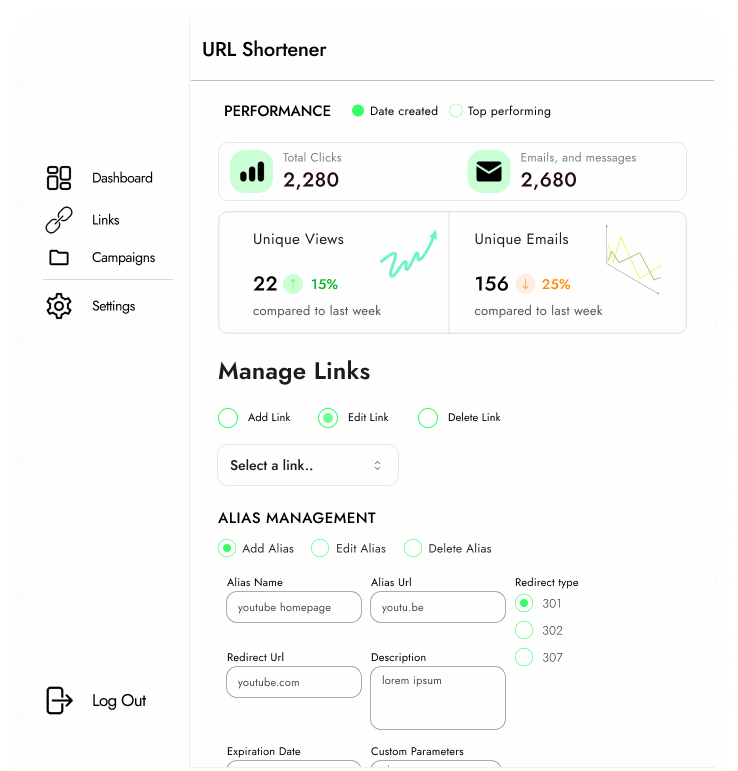 URL Shortener
Dashboard
Links
Campaigns
Settings
Log Out
PERFORMANCE Date created Top performing
Total Clicks
2,280
Emails, and messages
2,680
Unique Views
22 ↑ 15%
compared to last week
Unique Emails
156 ↓ 25%
compared to last week
Manage Links
Add Link Edit Link Delete Link
Select a link..
ALIAS MANAGEMENT
Add Alias Edit Alias Delete Alias
Alias Name Alias Url Redirect type
youtube homepage youtu.be 301
302
Redirect Url Description 307
youtube.com lorem ipsum
Expiration Date Custom Parameters